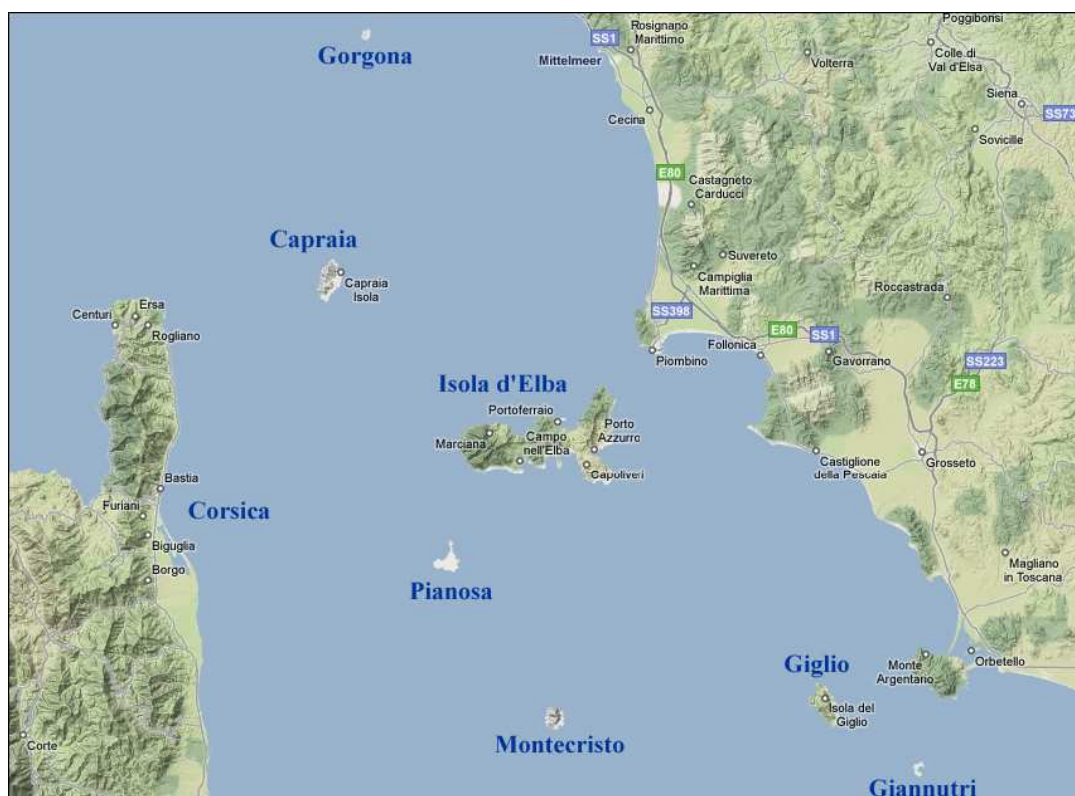 Gorgona
SS1
Rosignano
Marittimo
Mittelmeer
Poggibonsi
Volterra
Colle di
Val d'Elsa
Siena
SS73
Cecina
Sovicille
E80
Castagneto
Carducci
Capraia
Capraia
Isola
Suvereto
Campiglia
Marittima
Roccastrada
Ersa
Centuri
Rogliano
SS398
E80
SS1
Follonica
Piombino
Gavorrano
SS223
E78
Isola d'Elba
Portoferraio
Marciana
Campo
nell'Elba
Porto
Azzurro
Capoliveri
Castiglione
della Pescaia
Grosseto
Bastia
Furiani
Corsica
Biguglia
Borgo
Pianosa
Magliano
in Toscana
Giglio
Monte
Argentario
Orbetello
Isola del
Giglio
Montecristo
Corte
Giannutri